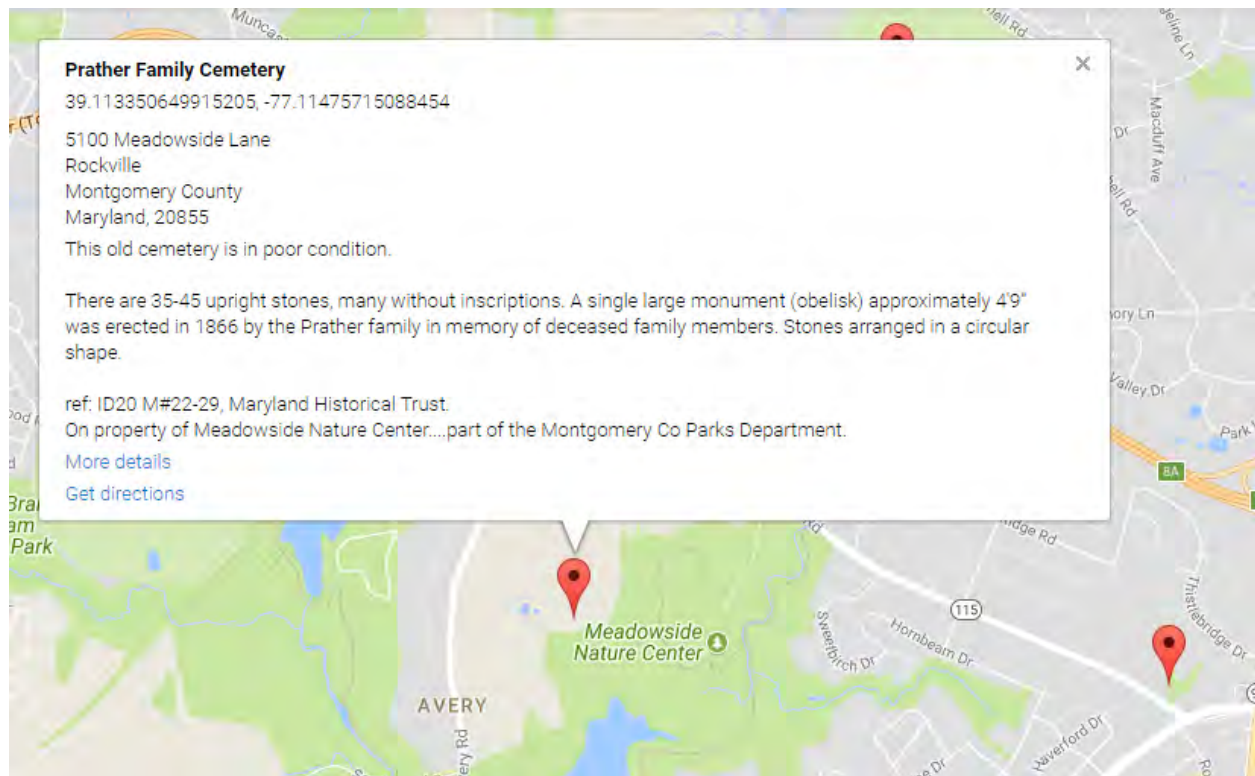 Muncas
Prather Family Cemetery
39.113350649915205, -77.11475715088454
5100 Meadowside Lane
Rockville
Montgomery County
Maryland, 20855
This old cemetery is in poor condition.
There are 35-45 upright stones, many without inscriptions. A single large monument (obelisk) approximately 4'9"
was erected in 1866 by the Prather family in memory of deceased family members. Stones arranged in a circular
shape.
ref: ID20 M#22-29, Maryland Historical Trust.
On property of Meadowside Nature Center....part of the Montgomery Co Parks Department.
More details
Get directions
Macduff Ave
Dr
Valley Dr
Park
8A
Park
Rd
115
Meadowside
Nature Center
Sweetbirch Dr
Hornbeam Dr
Thistlebridge Dr
AVERY
Waverford Dr
Dr